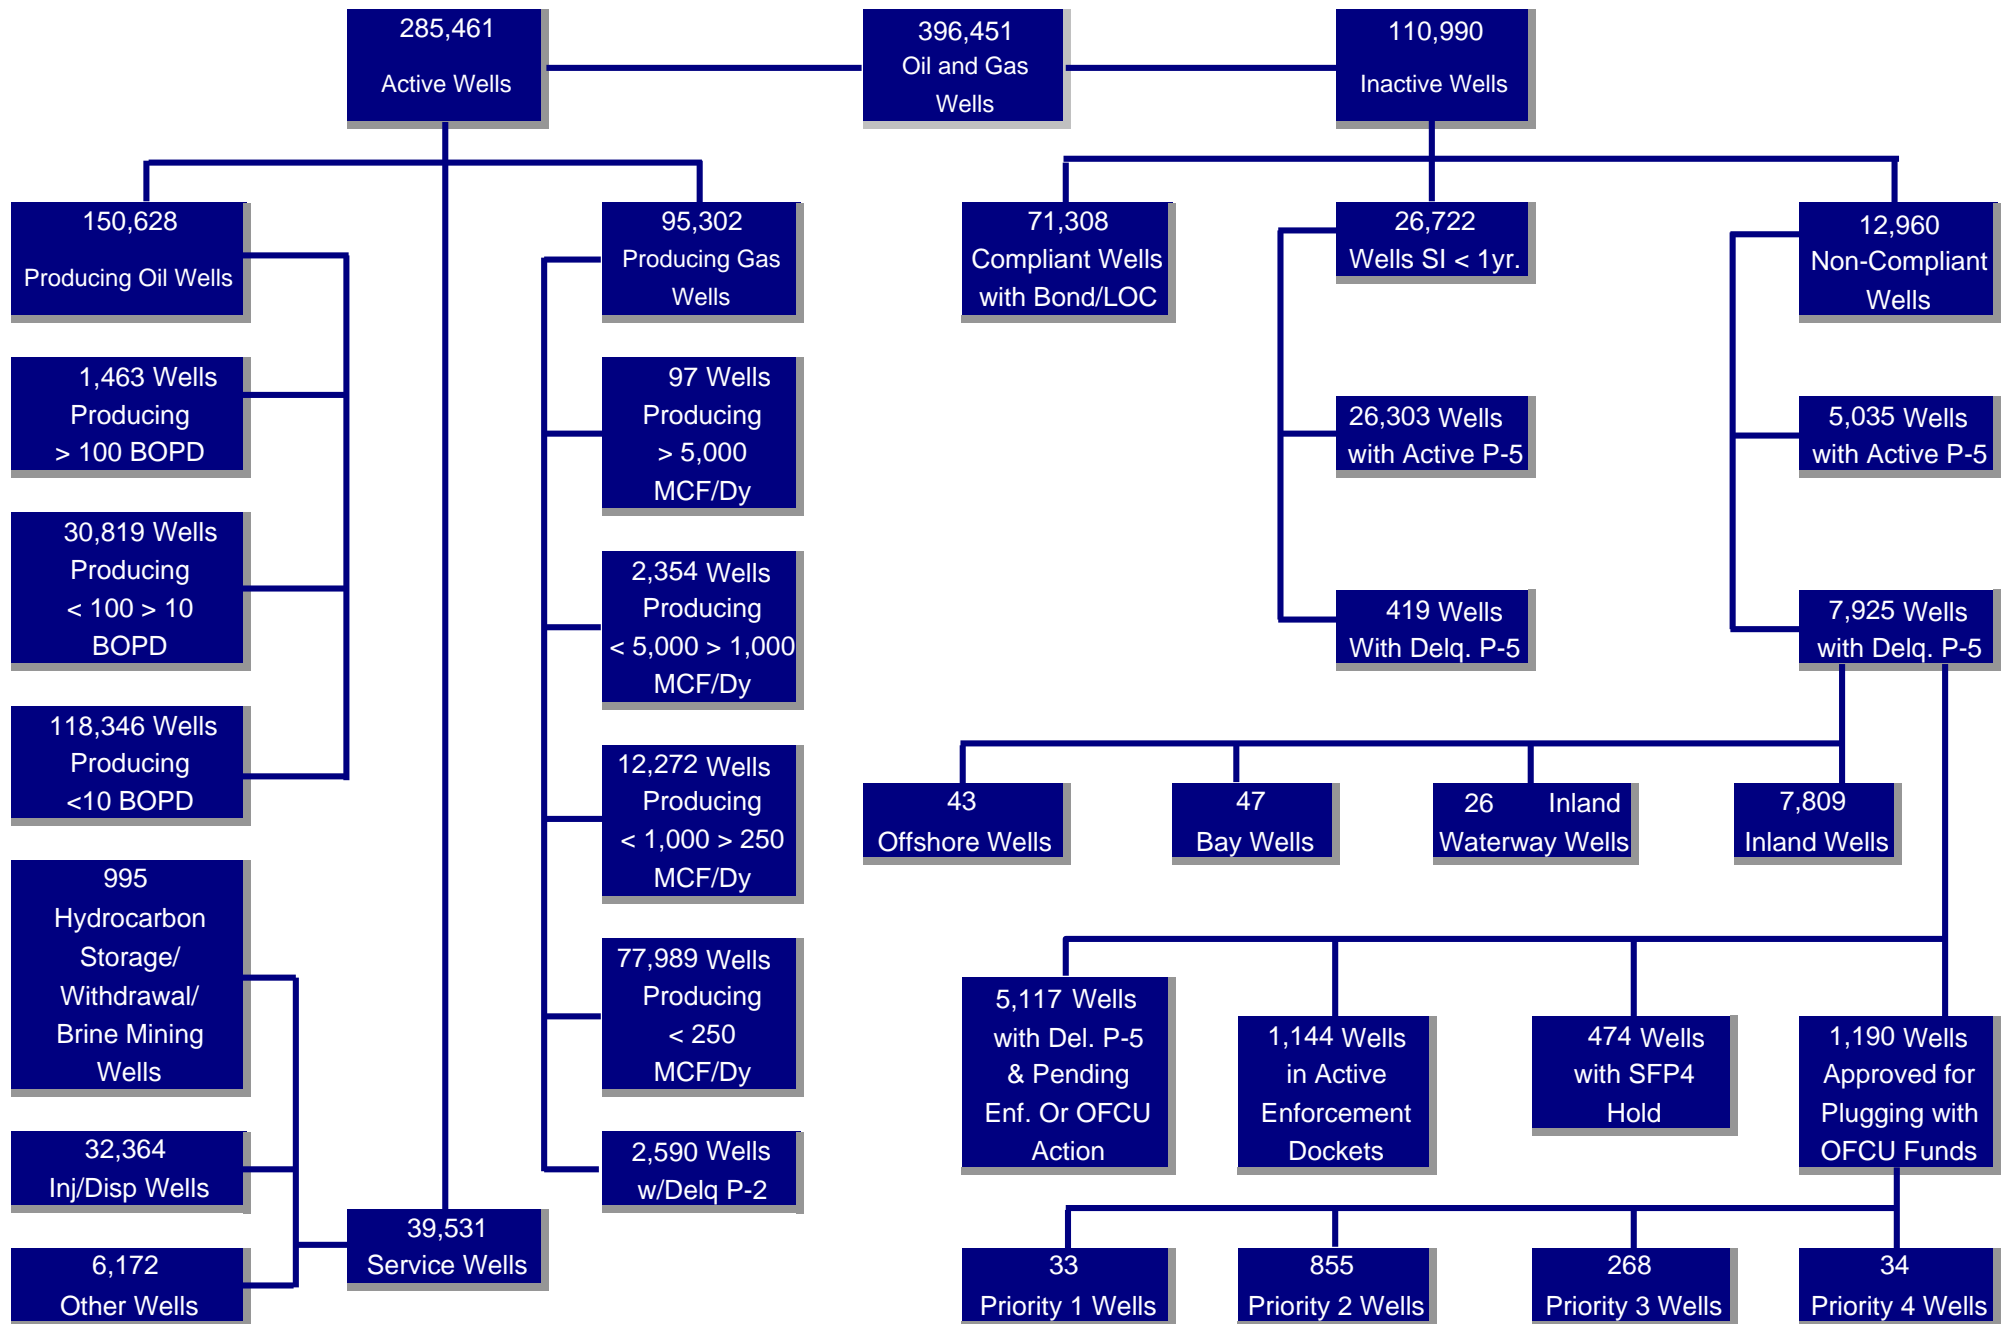 285,461
Active Wells
396,451
Oil and Gas
Wells
110,990
Inactive Wells
150,628
Producing Oil Wells
95,302
Producing Gas
Wells
71,308
Compliant Wells
with Bond/LOC
26,722
Wells SI < 1yr.
12,960
Non-Compliant
Wells
1,463 Wells
Producing
> 100 BOPD
97 Wells
Producing
> 5,000
MCF/Dy
26,303 Wells
with Active P-5
5,035 Wells
with Active P-5
30,819 Wells
Producing
< 100 > 10
BOPD
2,354 Wells
Producing
< 5,000 > 1,000
MCF/Dy
419 Wells
With Delq. P-5
7,925 Wells
with Delq. P-5
118,346 Wells
Producing
<10 BOPD
12,272 Wells
Producing
< 1,000 > 250
MCF/Dy
43
Offshore Wells
47
Bay Wells
26 Inland
Waterway Wells
7,809
Inland Wells
995
Hydrocarbon
Storage/
Withdrawal/
Brine Mining
Wells
77,989 Wells
Producing
< 250
MCF/Dy
5,117 Wells
with Del. P-5
& Pending
Enf. Or OFCU
Action
1,144 Wells
in Active
Enforcement
Dockets
474 Wells
with SFP4
Hold
1,190 Wells
Approved for
Plugging with
OFCU Funds
32,364
Inj/Disp Wells
2,590 Wells
w/Delq P-2
39,531
Service Wells
6,172
Other Wells
33
Priority 1 Wells
855
Priority 2 Wells
268
Priority 3 Wells
34
Priority 4 Wells